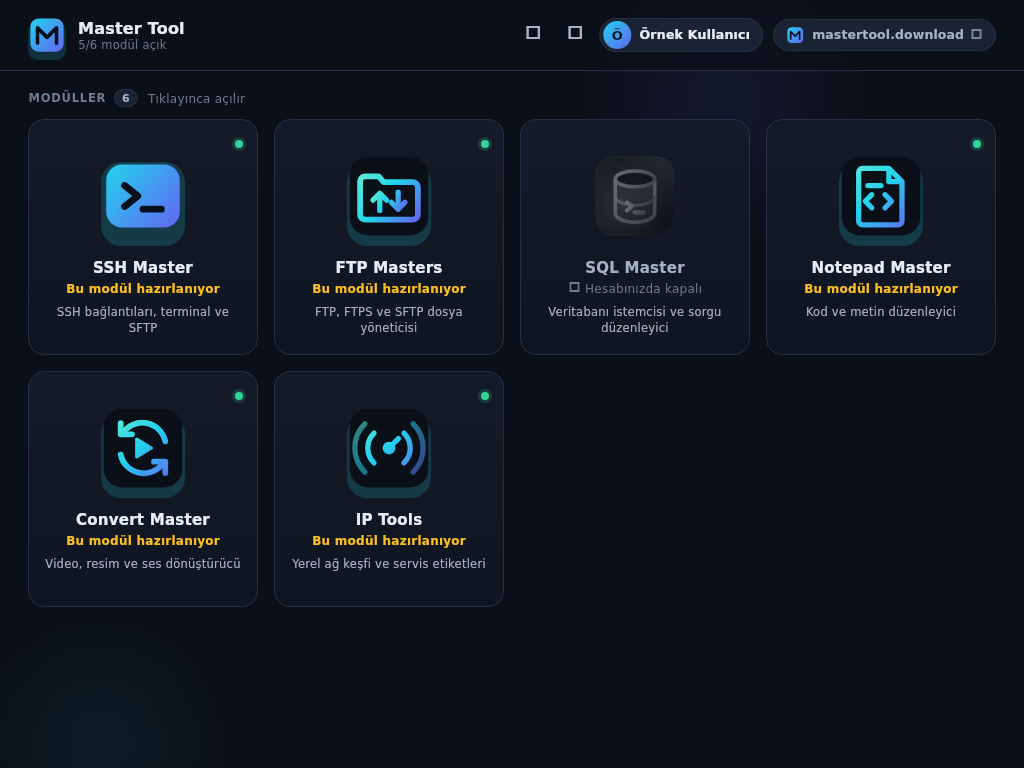 Master Tool
5/6 modül açık
Ö Örnek Kullanıcı
mastertool.download
MODÜLLER 6 Tıklayınca açılır
SSH Master
Bu modül hazırlanıyor
SSH bağlantıları, terminal ve
SFTP
FTP Masters
Bu modül hazırlanıyor
FTP, FTPS ve SFTP dosya
yöneticisi
SQL Master
Hesabınızda kapalı
Veritabanı istemcisi ve sorgu
düzenleyici
Notepad Master
Bu modül hazırlanıyor
Kod ve metin düzenleyici
Convert Master
Bu modül hazırlanıyor
Video, resim ve ses dönüştürücü
IP Tools
Bu modül hazırlanıyor
Yerel ağ keşfi ve servis etiketleri